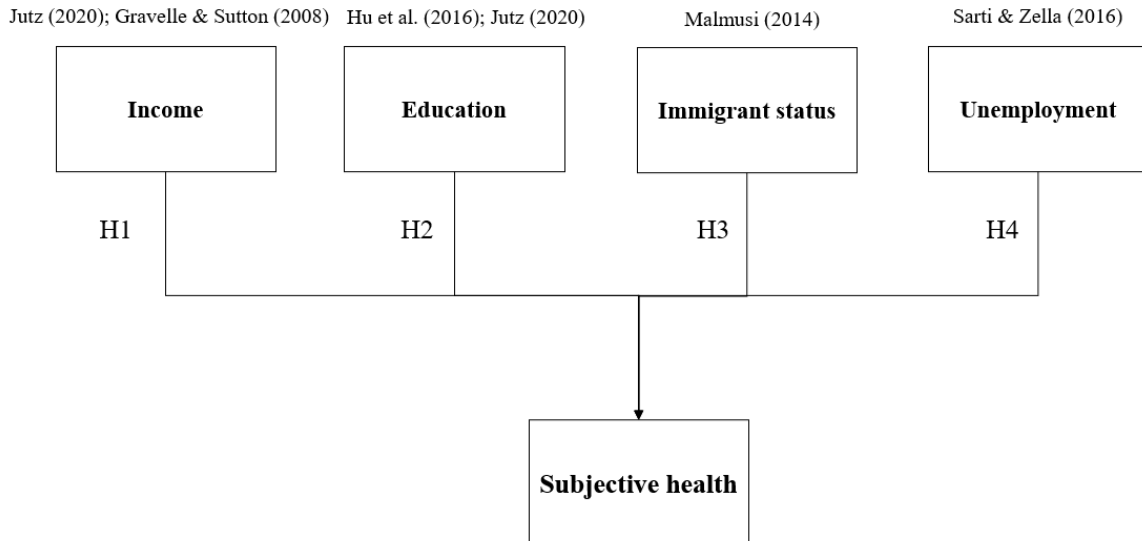 Jutz (2020); Gravelle & Sutton (2008)
Hu et al. (2016); Jutz (2020)
Malmusi (2014)
Sarti & Zella (2016)
Income
Education
Immigrant status
Unemployment
H1
H2
H3
H4
Subjective health